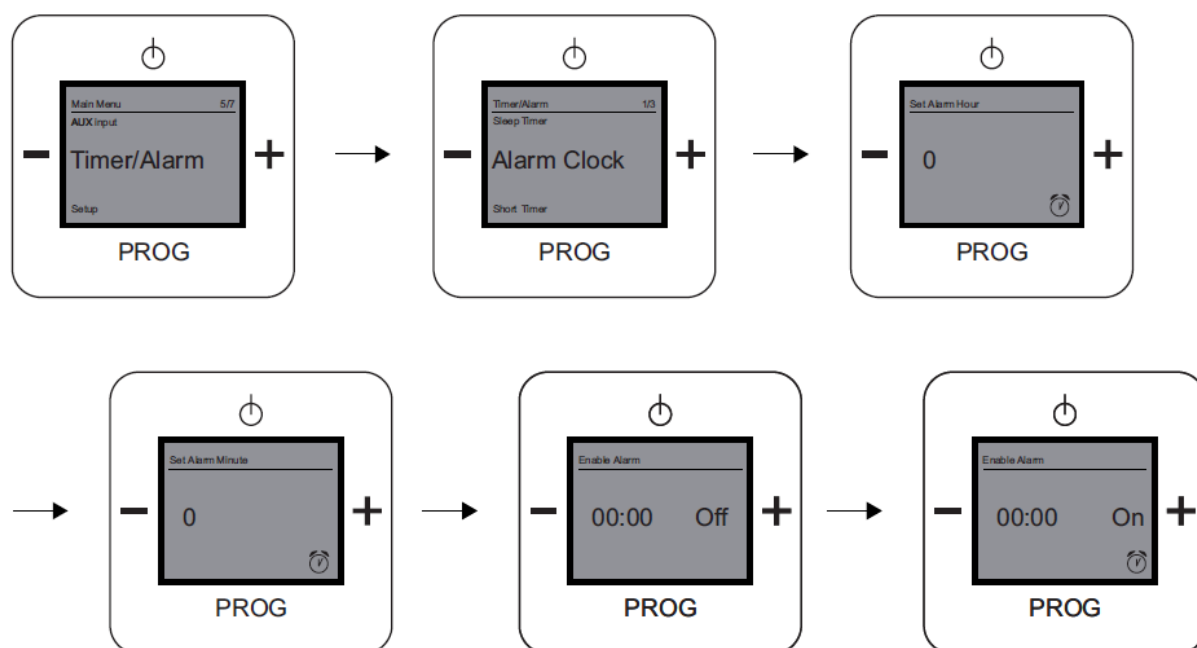 Main Menu 5/7
AUX input
Timer/Alarm
Setup
PROG
Timer/Alarm 1/3
Sleep Timer
Alarm Clock
Short Timer
PROG
Set Alarm Hour
0
PROG
Set Alarm Minute
0
PROG
Enable Alarm
00:00 Off
PROG
Enable Alarm
00:00 On
PROG